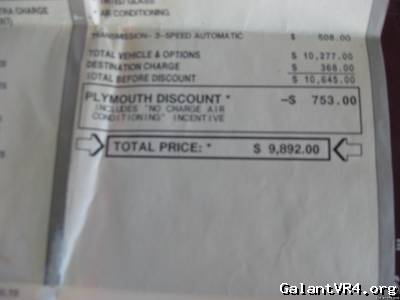 TRA CHARGE
AIR CONDITIONING
TRANSMISSION- 3-SPEED AUTOMATIC $ 508.00
TOTAL VEHICLE & OPTIONS $ 10,277.00
DESTINATION CHARGE $ 368.00
TOTAL BEFORE DISCOUNT $ 10,645.00
PLYMOUTH DISCOUNT * -$ 753.00
INCLUDES "NO CHARGE AIR
CONDITIONING" INCENTIVE
TOTAL PRICE: * $ 9,892.00
GalantVR4.org